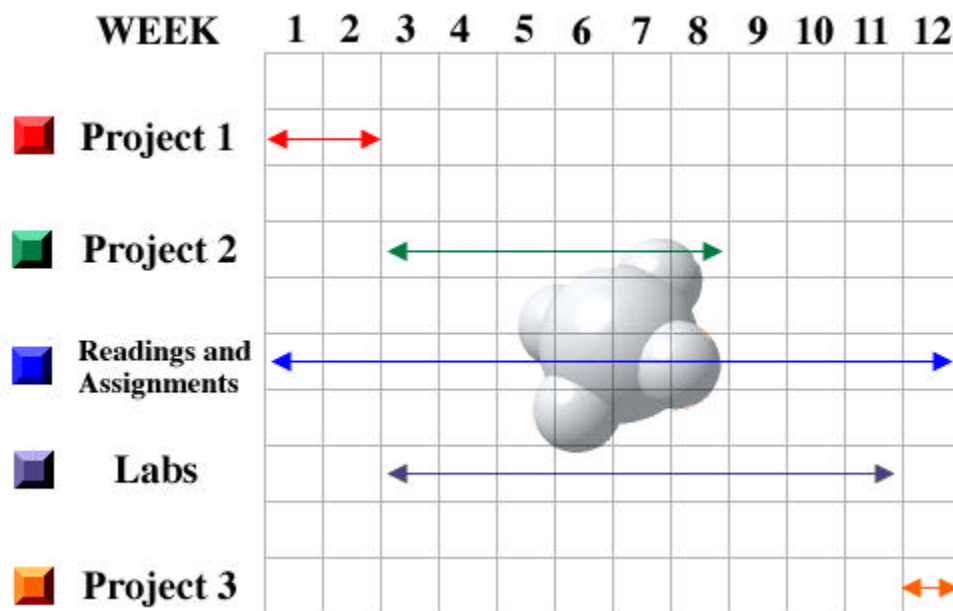 WEEK 1 2 3 4 5 6 7 8 9 10 11 12
Project 1
Project 2
Readings and
Assignments
Labs
Project 3